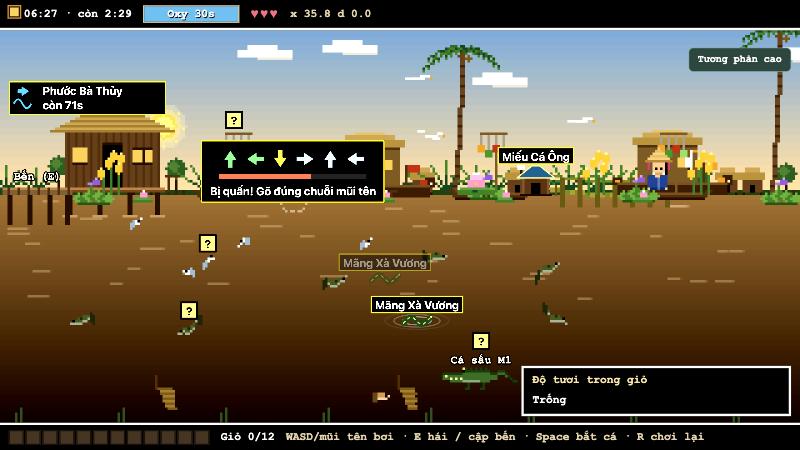 06:27 · còn 2:29
Oxy 30s
x 35.8 d 0.0
Tương phản cao
Phước Bà Thủy
còn 71s
?
Bị quấn! Gõ đúng chuỗi mũi tên
Miếu Cá Ông
Bến (E)
?
Mãng Xà Vương
Mãng Xà Vương
?
?
Cá sấu M1
Độ tươi trong giỏ
Trống
Giỏ 0/12
WASD/mũi tên bơi · E hái / cập bến · Space bắt cá · R chơi lại